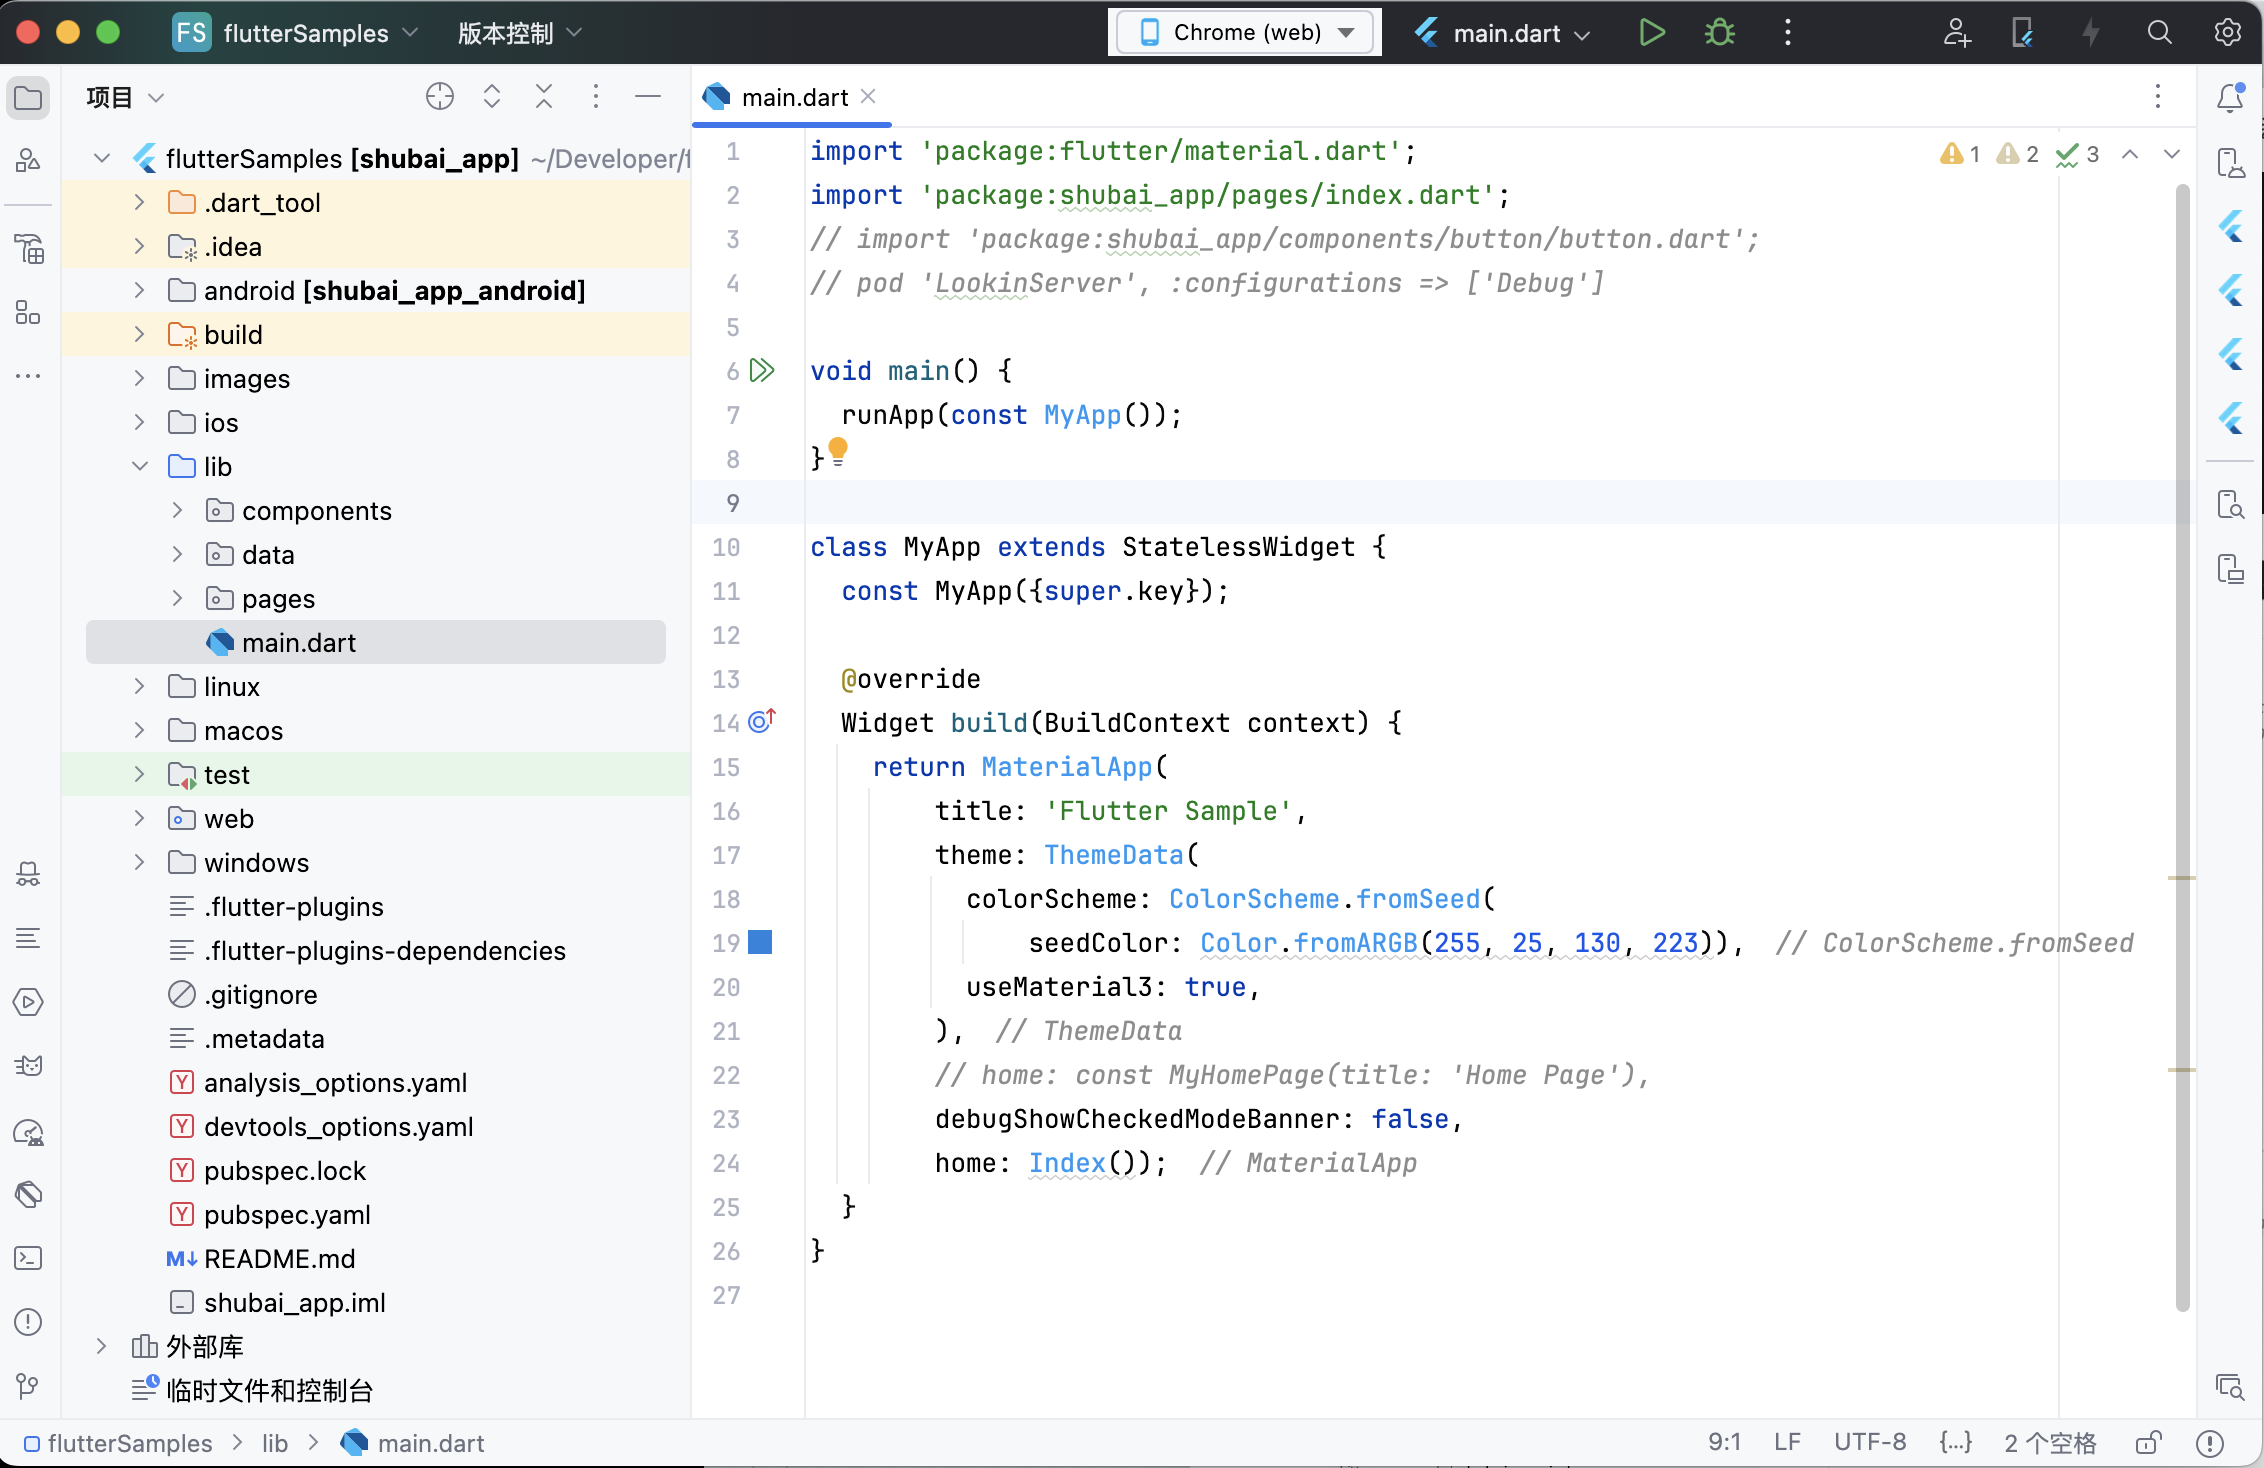 FS flutterSamples 版本控制 Chrome (web) main.dart
项目
flutterSamples [shubai_app] ~/Developer/f
.dart_tool
.idea
android [shubai_app_android]
build
images
ios
lib
components
data
pages
main.dart
linux
macos
test
web
windows
.flutter-plugins
.flutter-plugins-dependencies
.gitignore
.metadata
Y analysis_options.yaml
Y devtools_options.yaml
Y pubspec.lock
Y pubspec.yaml
M↓ README.md
shubai_app.iml
外部库
临时文件和控制台
main.dart
1 2 3
1 import 'package:flutter/material.dart';
2 import 'package:shubai_app/pages/index.dart';
3 // import 'package:shubai_app/components/button/button.dart';
4 // pod 'LookinServer', :configurations => ['Debug']
5
6 void main() {
7 runApp(const MyApp());
8 }
9
10 class MyApp extends StatelessWidget {
11 const MyApp({super.key});
12
13 @override
14 Widget build(BuildContext context) {
15 return MaterialApp(
16 title: 'Flutter Sample',
17 theme: ThemeData(
18 colorScheme: ColorScheme.fromSeed(
19 seedColor: Color.fromARGB(255, 25, 130, 223)), // ColorScheme.fromSeed
20 useMaterial3: true,
21 ), // ThemeData
22 // home: const MyHomePage(title: 'Home Page'),
23 debugShowCheckedModeBanner: false,
24 home: Index()); // MaterialApp
25 }
26 }
27
flutterSamples > lib > main.dart
9:1 LF UTF-8 {...} 2 个空格